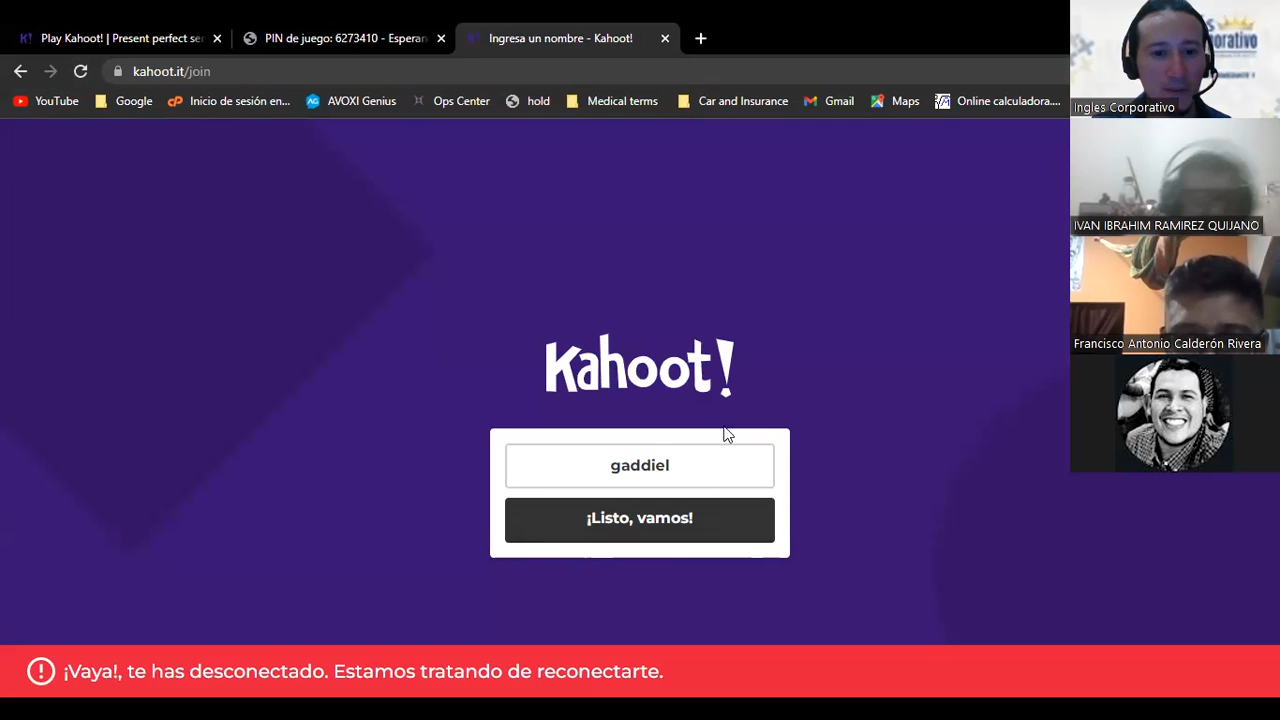 Play Kahoot! | Present perfect se
PIN de juego: 6273410 - Esperan
Ingresa un nombre - Kahoot!
kahoot.it/join
YouTube
Google
Inicio de sesión en...
AVOXI Genius
Ops Center
hold
Medical terms
Car and Insurance
Gmail
Maps
Online calculadora....
orativo
Ingles Corporativo
IVAN IBRAHIM RAMIREZ QUIJANO
Francisco Antonio Calderón Rivera
Kahoot!
gaddiel
¡Listo, vamos!
¡Vaya!, te has desconectado. Estamos tratando de reconectarte.